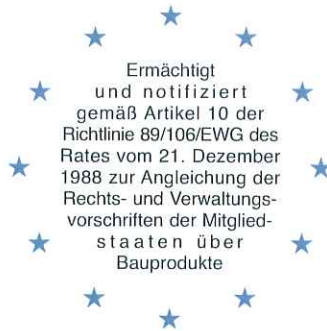 Ermächtigt
und notifiziert
gemäß Artikel 10 der
Richtlinie 89/106/EWG des
Rates vom 21. Dezember
1988 zur Angleichung der
Rechts- und Verwaltungs-
vorschriften der Mitglied-
staaten über
Bauprodukte